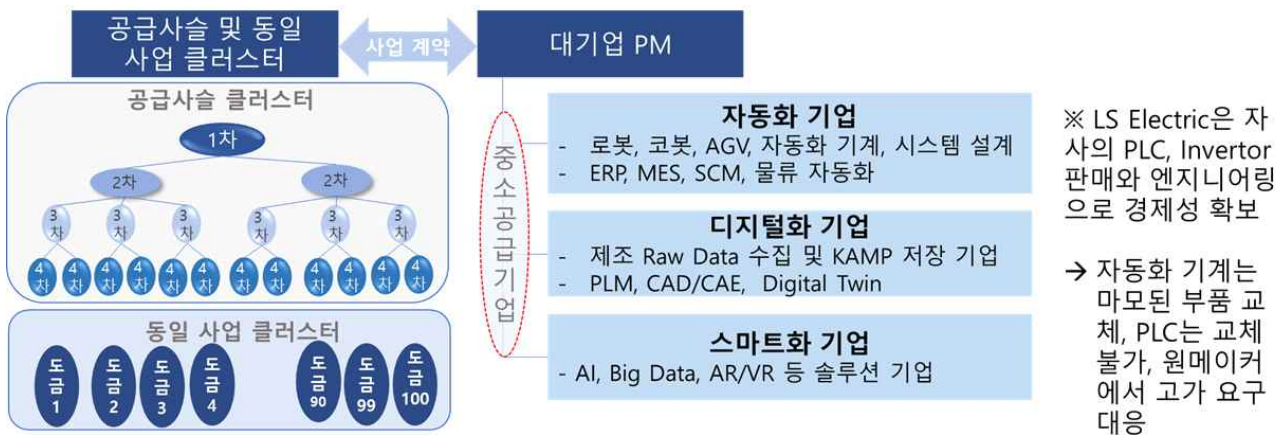 공급사슬 및 동일
사업 클러스터
사업 계약
대기업 PM
공급사슬 클러스터
1차
2차
2차
3
차
3
차
3
차
3
차
3
차
3
차
4
차
4
차
4
차
4
차
4
차
4
차
4
차
4
차
4
차
4
차
4
차
4
차
동일 사업 클러스터
도
금
1
도
금
2
도
금
3
도
금
4
도
금
90
도
금
99
도
금
100
중
소
공
급
기
업
자동화 기업
- 로봇, 코봇, AGV, 자동화 기계, 시스템 설계
- ERP, MES, SCM, 물류 자동화
디지털화 기업
- 제조 Raw Data 수집 및 KAMP 저장 기업
- PLM, CAD/CAE, Digital Twin
스마트화 기업
- AI, Big Data, AR/VR 등 솔루션 기업
※ LS Electric은 자
사의 PLC, Invertor
판매와 엔지니어링
으로 경제성 확보
→ 자동화 기계는
마모된 부품 교
체, PLC는 교체
불가, 원메이커
에서 고가 요구
대응